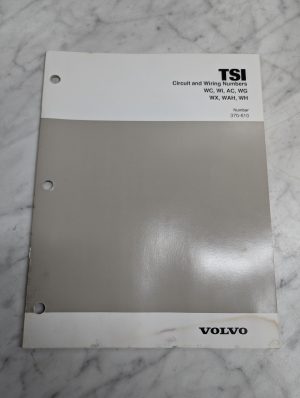 TSI
Circuit and Wiring Numbers
WC, WI, AC, WG
WX, WAH, WH
Number
370-610
VOLVO